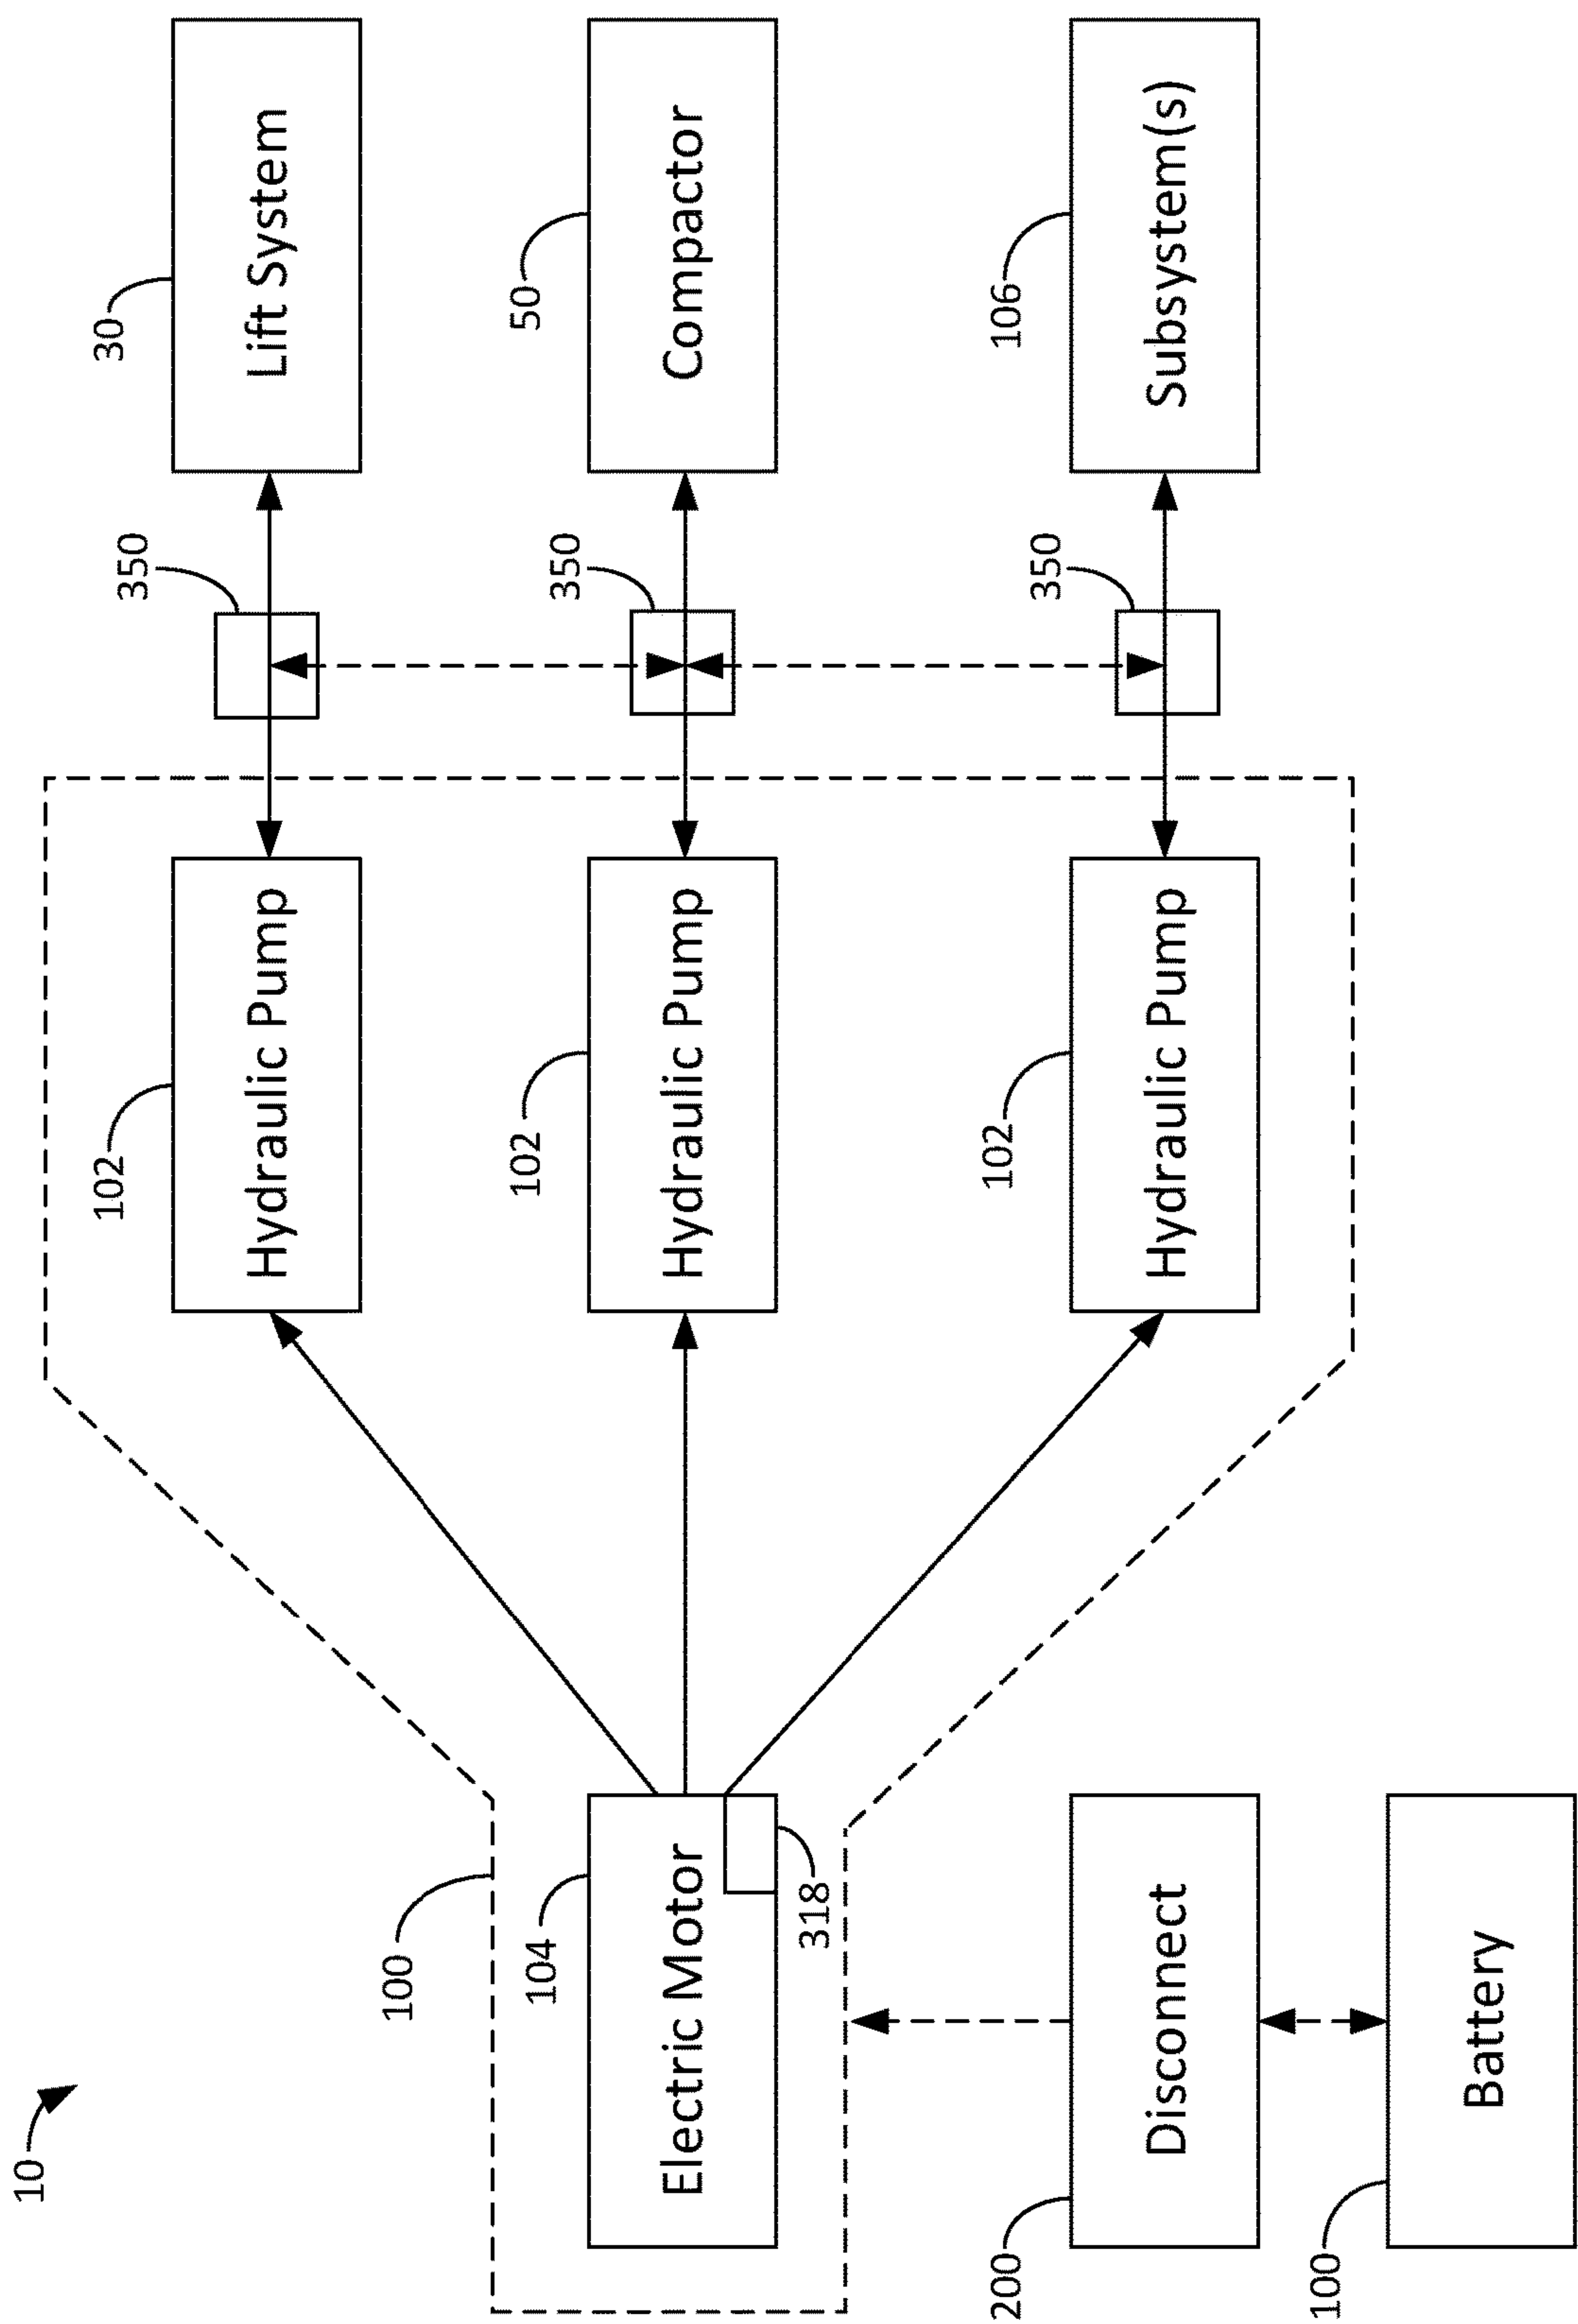 10
102
350
30
Hydraulic Pump
Lift System
100
104
102
350
50
Electric Motor
Hydraulic Pump
Compactor
318
200
102
350
106
Disconnect
Hydraulic Pump
Subsystem(s)
100
Battery